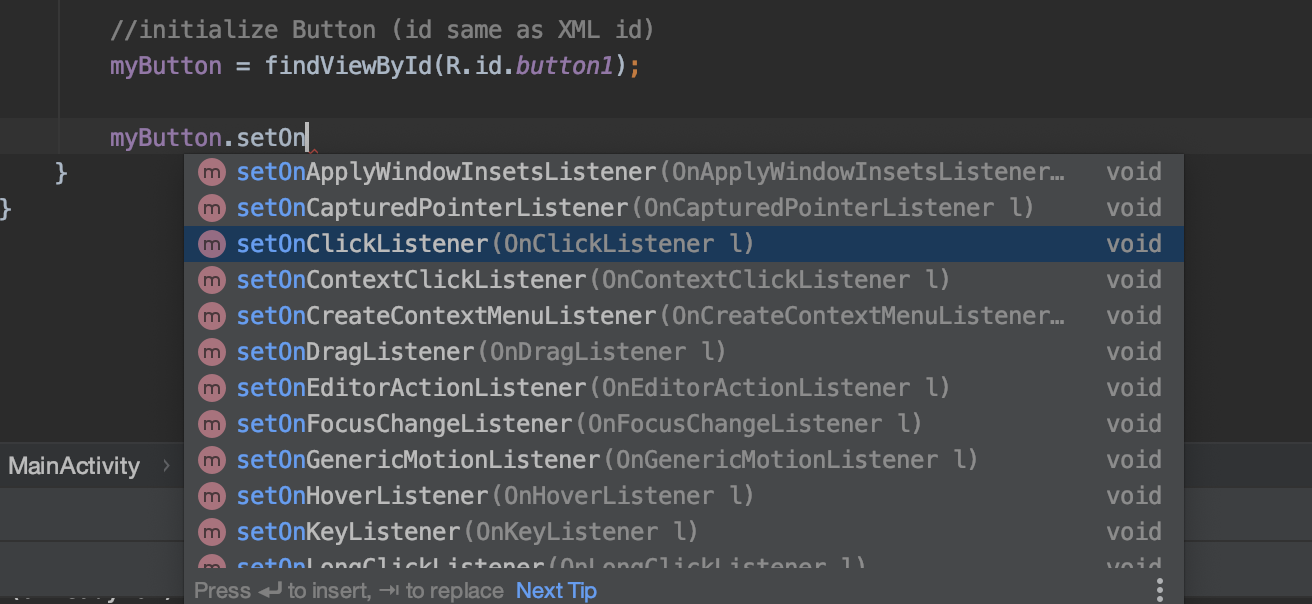 //initialize Button (id same as XML id)
myButton = findViewById(R.id.button1);
myButton.setOn
}
}
m setOnApplyWindowInsetsListener(OnApplyWindowInsetsListener… void
m setOnCapturedPointerListener(OnCapturedPointerListener l) void
m setOnClickListener(OnClickListener l) void
m setOnContextClickListener(OnContextClickListener l) void
m setOnCreateContextMenuListener(OnCreateContextMenuListener… void
m setOnDragListener(OnDragListener l) void
m setOnEditorActionListener(OnEditorActionListener l) void
m setOnFocusChangeListener(OnFocusChangeListener l) void
m setOnGenericMotionListener(OnGenericMotionListener l) void
m setOnHoverListener(OnHoverListener l) void
m setOnKeyListener(OnKeyListener l) void
m setOnLongClickListener(OnLongClickListener l) void
MainActivity
Press ↵ to insert, ⇥ to replace Next Tip